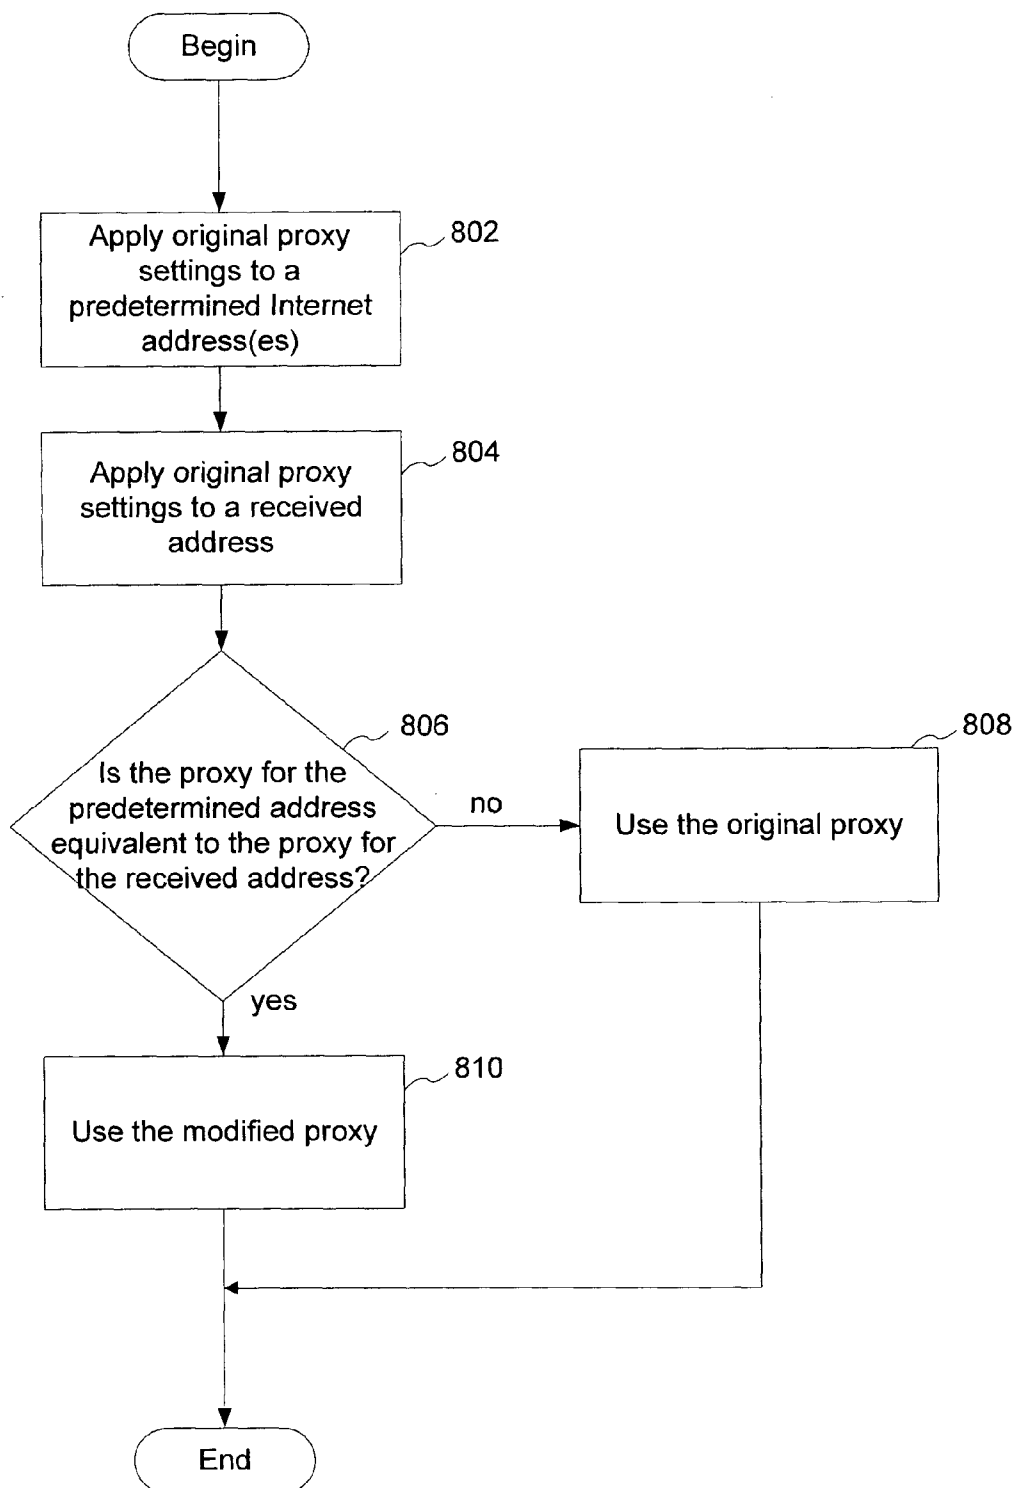 Begin
802
Apply original proxy
settings to a
predetermined Internet
address(es)
804
Apply original proxy
settings to a received
address
806
Is the proxy for the
predetermined address
equivalent to the proxy for
the received address?
no
808
Use the original proxy
yes
810
Use the modified proxy
End